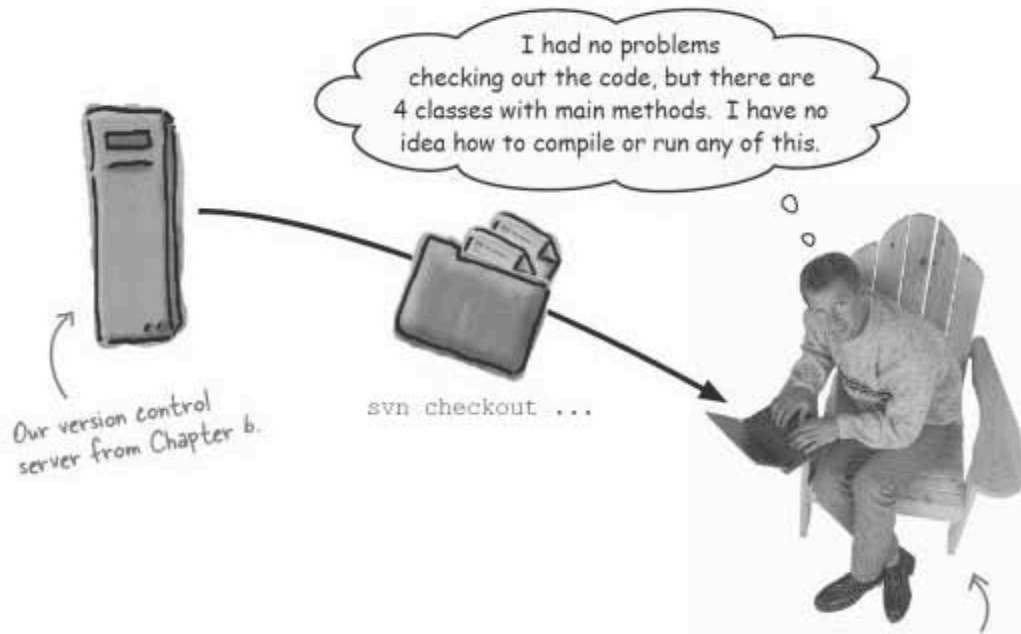 I had no problems
checking out the code, but there are
4 classes with main methods. I have no
idea how to compile or run any of this.
Our version control
server from Chapter 6.
svn checkout ...